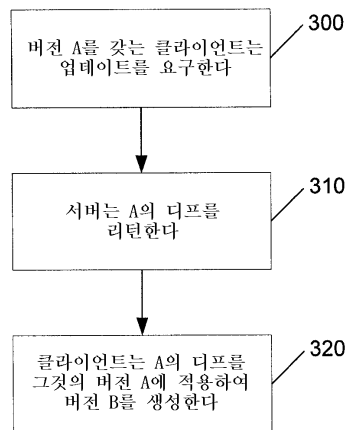 300
버전 A를 갖는 클라이언트는
업데이트를 요구한다
310
서버는 A의 디프를
리턴한다
320
클라이언트는 A의 디프를
그것의 버전 A에 적용하여
버전 B를 생성한다